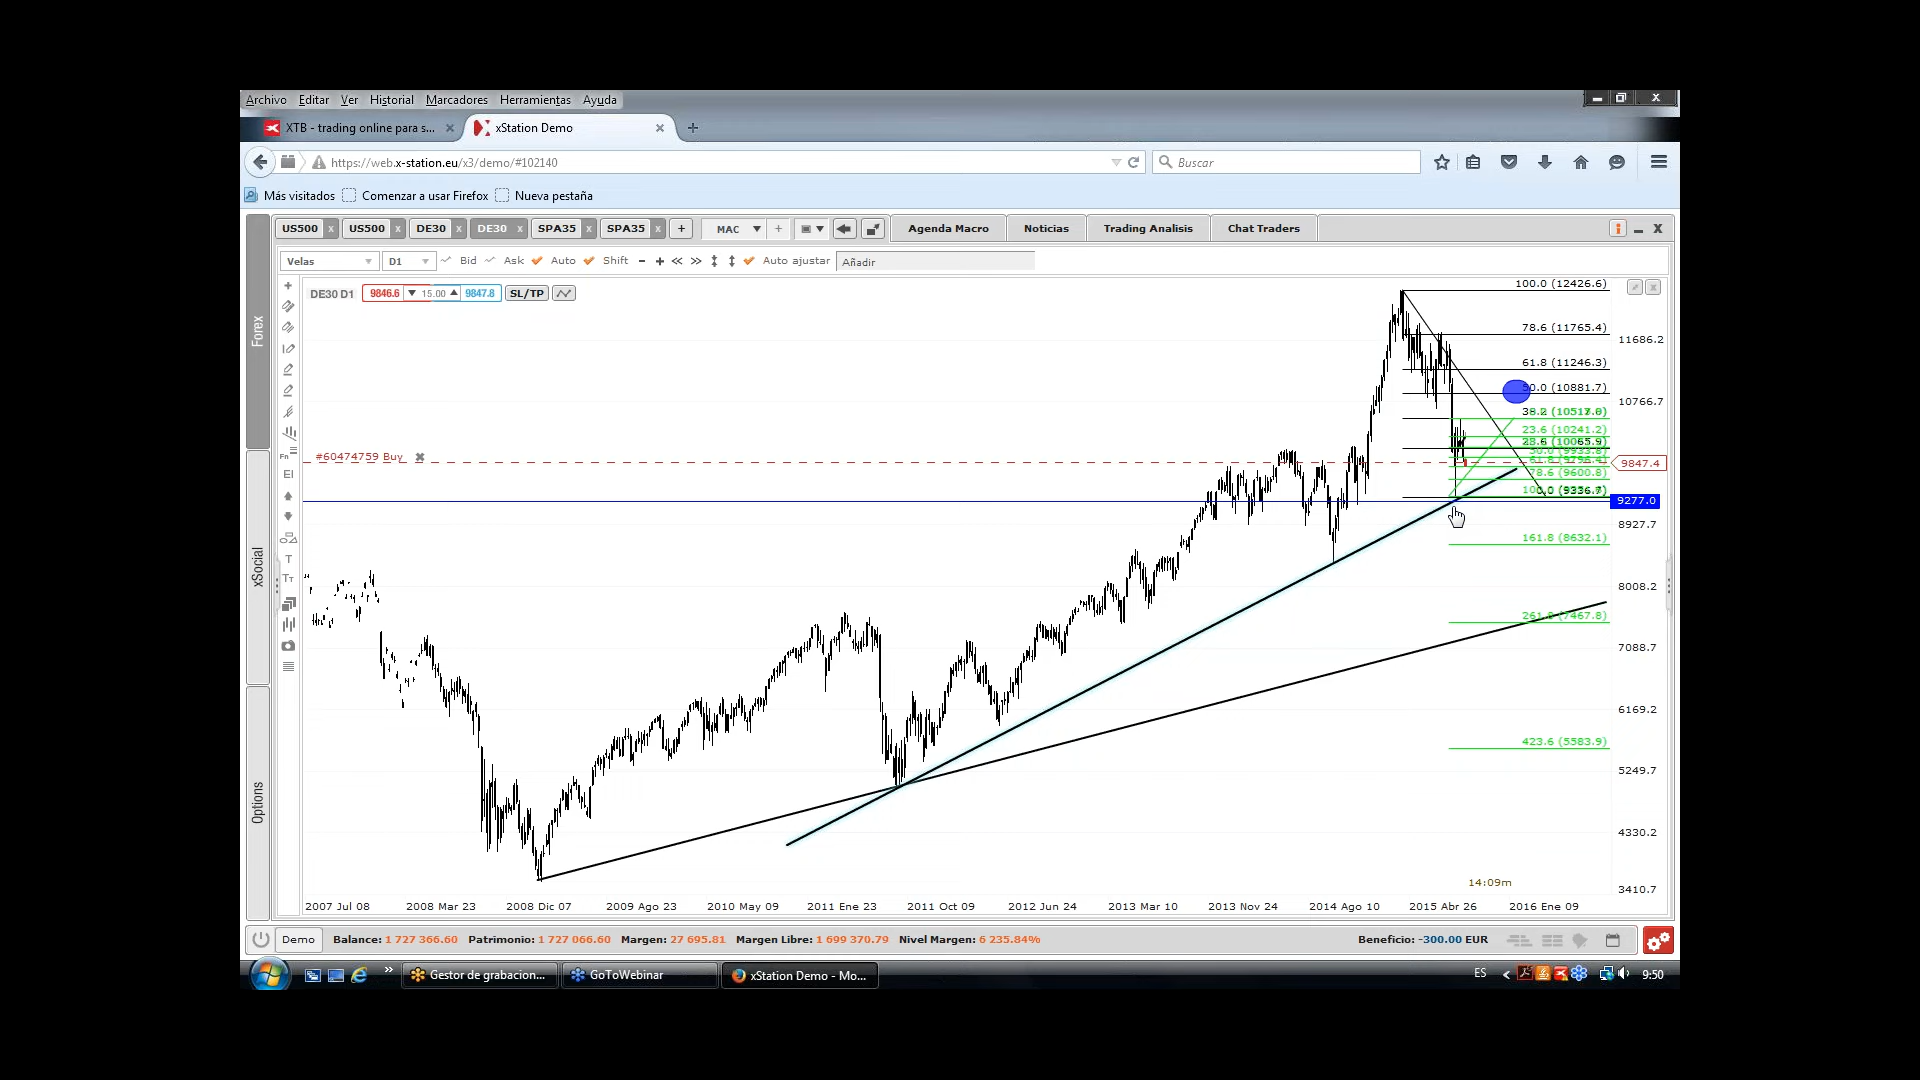 Archivo Editar Ver Historial Marcadores Herramientas Ayuda
XTB - trading online para s... xStation Demo
https://web.x-station.eu/x3/demo/#102140 Buscar
Más visitados Comenzar a usar Firefox Nueva pestaña
US500 US500 DE30 DE30 SPA35 SPA35 + MAC Agenda Macro Noticias Trading Analisis Chat Traders
Velas D1 Bid Ask Auto Shift Auto ajustar Añadir
DE30 D1 9846.6 15.00 9847.8 SL/TP
Forex
xSocial
Options
Fn
EI
T
TT
100.0 (12426.6)
78.6 (11765.4)
11686.2
61.8 (11246.3)
50.0 (10881.7)
10766.7
23.6 (10241.2)
#60474759 Buy
9847.4
78.6 (9600.8)
9277.0
8927.7
161.8 (8632.1)
8008.2
261.8 (7467.8)
7088.7
6169.2
423.6 (5583.9)
5249.7
4330.2
14:09m
3410.7
2007 Jul 08 2008 Mar 23 2008 Dic 07 2009 Ago 23 2010 May 09 2011 Ene 23 2011 Oct 09 2012 Jun 24 2013 Mar 10 2013 Nov 24 2014 Ago 10 2015 Abr 26 2016 Ene 09
Demo Balance: 1 727 366.60 Patrimonio: 1 727 066.60 Margen: 27 695.81 Margen Libre: 1 699 370.79 Nivel Margen: 6 235.84% Beneficio: -300.00 EUR
Gestor de grabacion... GoToWebinar xStation Demo - Mo... ES 9:50